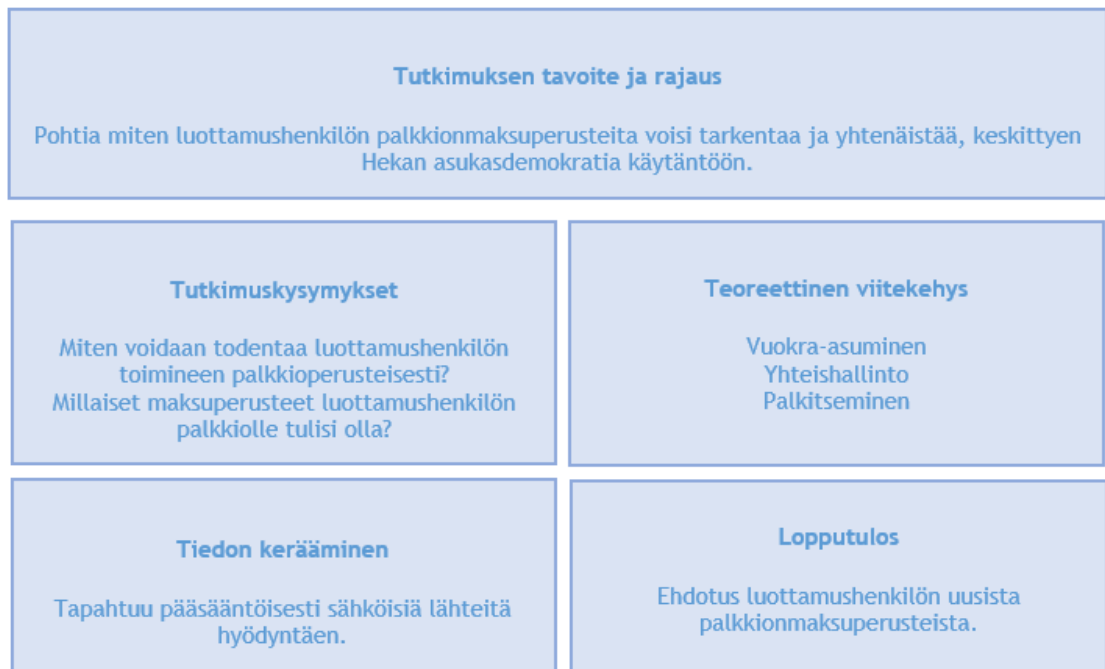 Tutkimuksen tavoite ja rajaus
Pohtia miten luottamushenkilön palkkionmaksuperusteita voisi tarkentaa ja yhtenäistää, keskittyen
Hekan asukasdemokratia käytäntöön.
Tutkimuskysymykset
Miten voidaan todentaa luottamushenkilön
toimineen palkkioperusteisesti?
Millaiset maksuperusteet luottamushenkilön
palkkiolle tulisi olla?
Teoreettinen viitekehys
Vuokra-asuminen
Yhteishallinto
Palkitseminen
Tiedon kerääminen
Tapahtuu pääsääntöisesti sähköisiä lähteitä
hyödyntäen.
Lopputulos
Ehdotus luottamushenkilön uusista
palkkionmaksuperusteista.